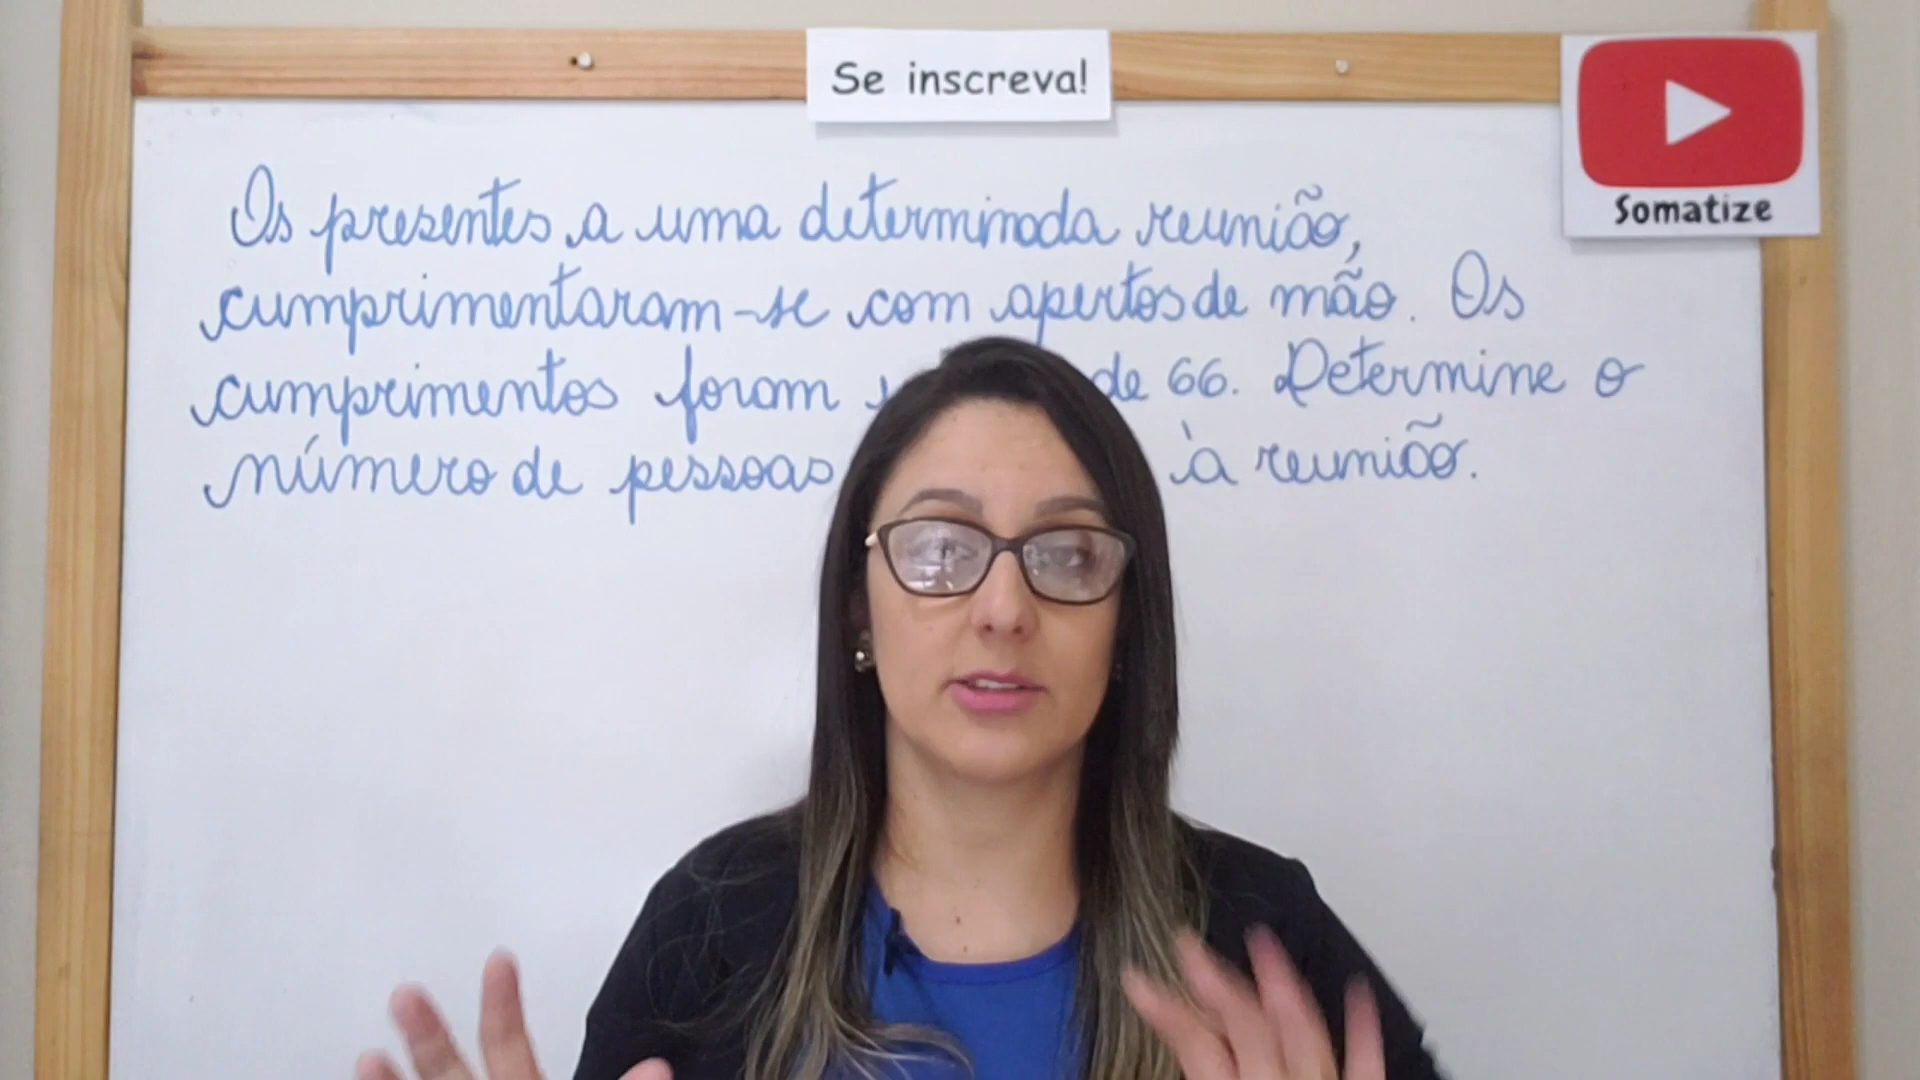 Se inscreva!
Somatize
Os presentes a uma determinada reunião,
cumprimentaram-se com apertos de mão. Os
cumprimentos foram de 66. Determine o
número de pessoas à reunião.